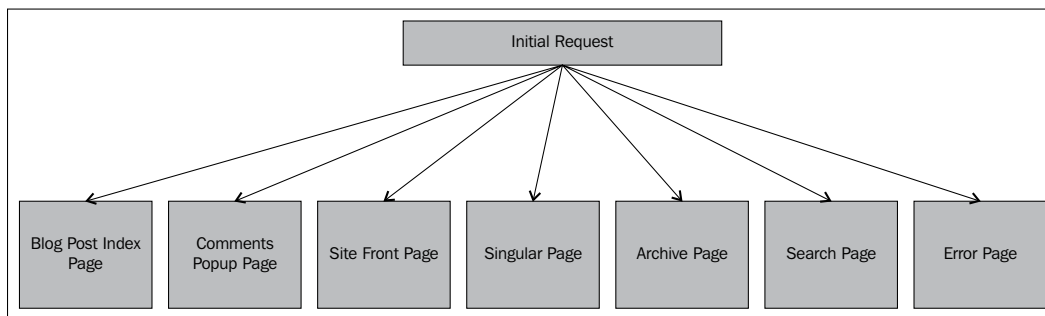 Initial Request
Blog Post Index
Page
Comments
Popup Page
Site Front Page
Singular Page
Archive Page
Search Page
Error Page